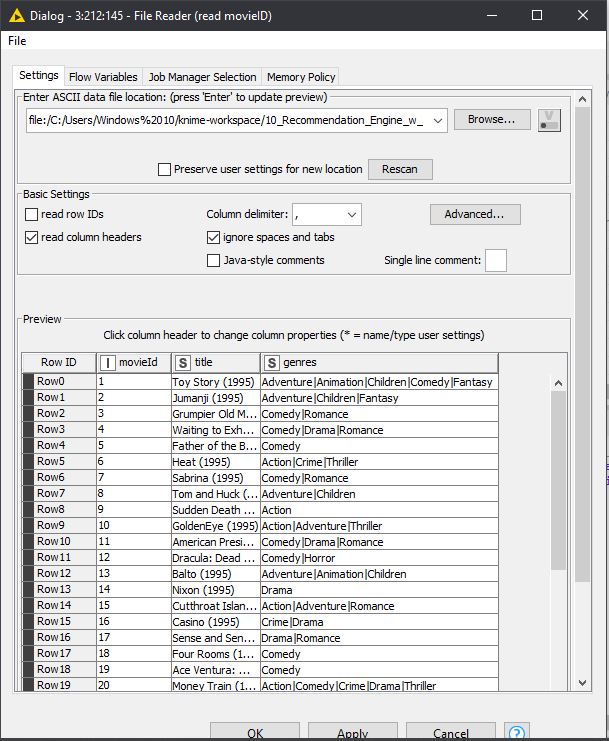 Dialog - 3:212:145 - File Reader (read movieID)
File
Settings Flow Variables Job Manager Selection Memory Policy
Enter ASCII data file location: (press 'Enter' to update preview)
file:/C:/Users/Windows%2010/knime-workspace/10_Recommendation_Engine_w_ Browse... V
Preserve user settings for new location Rescan
Basic Settings
read row IDs Column delimiter: , Advanced...
read column headers ignore spaces and tabs
Java-style comments Single line comment:
Preview
Click column header to change column properties (* = name/type user settings)
Row ID I movieId S title S genres
Row0 1 Toy Story (1995) Adventure|Animation|Children|Comedy|Fantasy
Row1 2 Jumanji (1995) Adventure|Children|Fantasy
Row2 3 Grumpier Old M... Comedy|Romance
Row3 4 Waiting to Exh... Comedy|Drama|Romance
Row4 5 Father of the B... Comedy
Row5 6 Heat (1995) Action|Crime|Thriller
Row6 7 Sabrina (1995) Comedy|Romance
Row7 8 Tom and Huck (... Adventure|Children
Row8 9 Sudden Death ... Action
Row9 10 GoldenEye (1995) Action|Adventure|Thriller
Row10 11 American Presi... Comedy|Drama|Romance
Row11 12 Dracula: Dead ... Comedy|Horror
Row12 13 Balto (1995) Adventure|Animation|Children
Row13 14 Nixon (1995) Drama
Row14 15 Cutthroat Islan... Action|Adventure|Romance
Row15 16 Casino (1995) Crime|Drama
Row16 17 Sense and Sen... Drama|Romance
Row17 18 Four Rooms (1... Comedy
Row18 19 Ace Ventura: ... Comedy
Row19 20 Money Train (1... Action|Comedy|Crime|Drama|Thriller
OK Apply Cancel ?